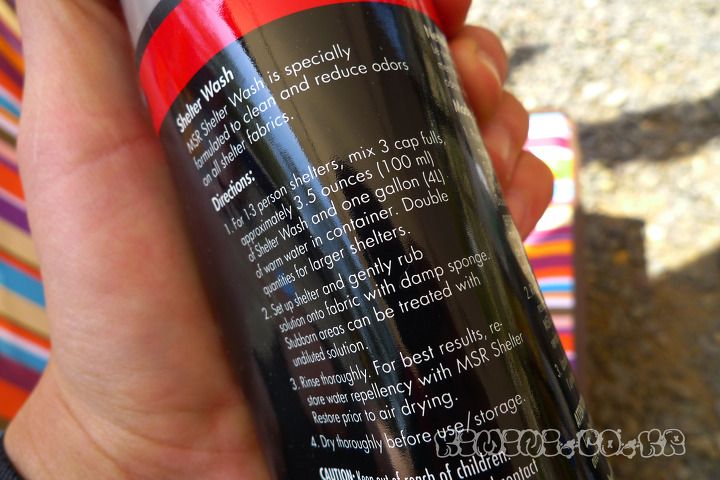 Shelter Wash
MSR Shelter Wash is specially
formulated to clean and reduce odors
on all shelter fabrics.
Directions:
1. For 1-3 person shelters, mix 3 cap fulls,
approximately 3.5 ounces (100 ml)
of Shelter Wash and one gallon (4L)
of warm water in container. Double
quantities for larger shelters.
2. Set up shelter and gently rub
solution onto fabric with damp sponge.
Stubborn areas can be treated with
undiluted solution.
3. Rinse thoroughly. For best results, re-
store water repellency with MSR Shelter
Restore prior to air drying.
4. Dry thoroughly before use/storage.
CAUTION: Keep out of reach of children.
contact